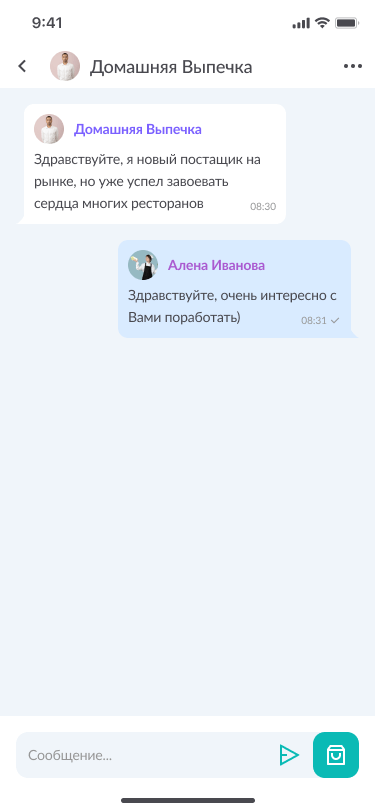 9:41
Домашняя Выпечка
Домашняя Выпечка
Здравствуйте, я новый постащик на
рынке, но уже успел завоевать
сердца многих ресторанов
08:30
Алена Иванова
Здравствуйте, очень интересно с
Вами поработать)
08:31
Сообщение...